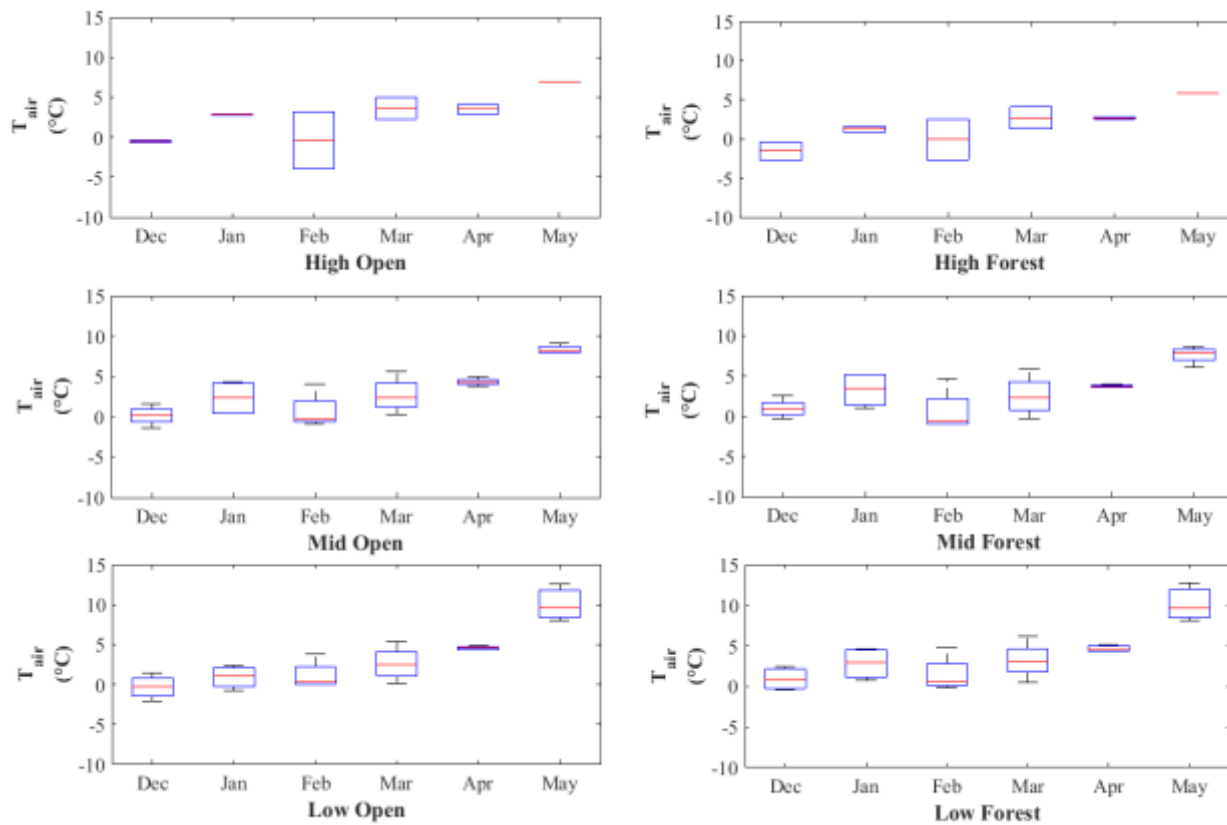 15
10
5
0
-5
-10
T_air
(°C)
Dec Jan Feb Mar Apr May
High Open
15
10
5
0
-5
-10
T_air
(°C)
Dec Jan Feb Mar Apr May
High Forest
15
10
5
0
-5
-10
T_air
(°C)
Dec Jan Feb Mar Apr May
Mid Open
15
10
5
0
-5
-10
T_air
(°C)
Dec Jan Feb Mar Apr May
Mid Forest
15
10
5
0
-5
-10
T_air
(°C)
Dec Jan Feb Mar Apr May
Low Open
15
10
5
0
-5
-10
T_air
(°C)
Dec Jan Feb Mar Apr May
Low Forest